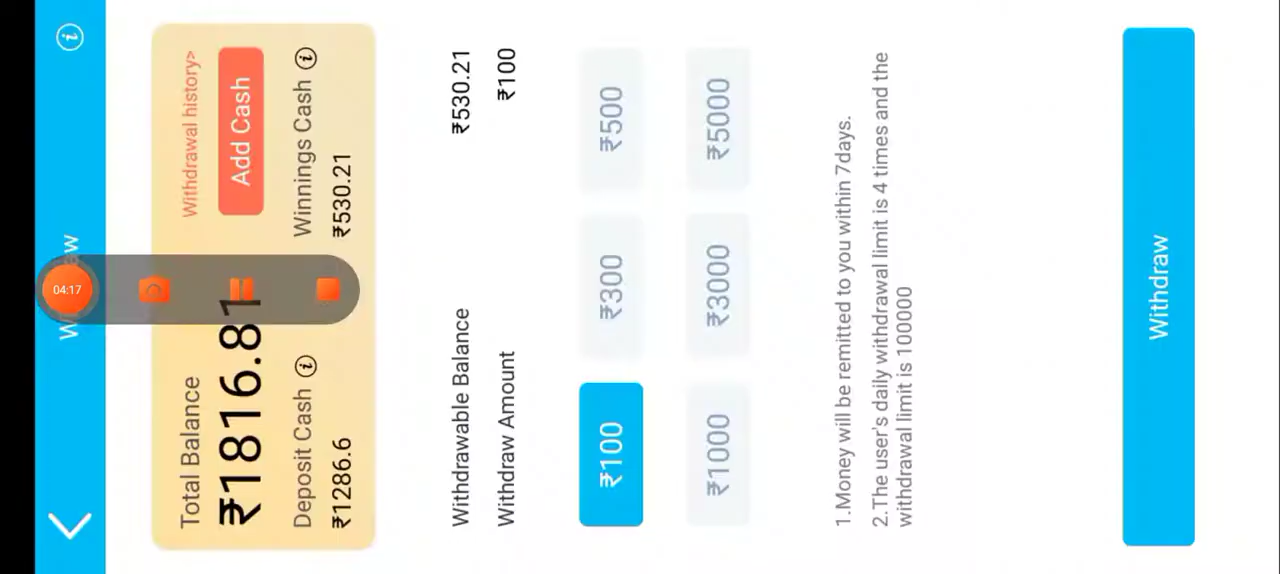 04:17
Total Balance
Withdrawal history>
₹1816.81
Add Cash
Deposit Cash
Winnings Cash
₹1286.6
₹530.21
Withdrawable Balance ₹530.21
Withdraw Amount ₹100
₹100 ₹300 ₹500
₹1000 ₹3000 ₹5000
1.Money will be remitted to you within 7days.
2.The user's daily withdrawal limit is 4 times and the
withdrawal limit is 100000
Withdraw